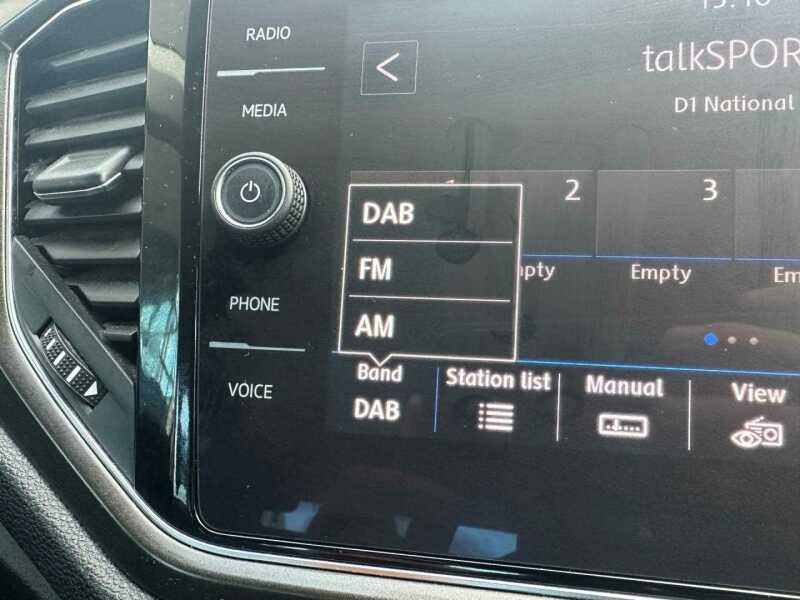 RADIO
MEDIA
PHONE
VOICE
talkSPOR
D1 National
2
3
Empty
DAB
FM
AM
Band
DAB
Station list
Manual
View